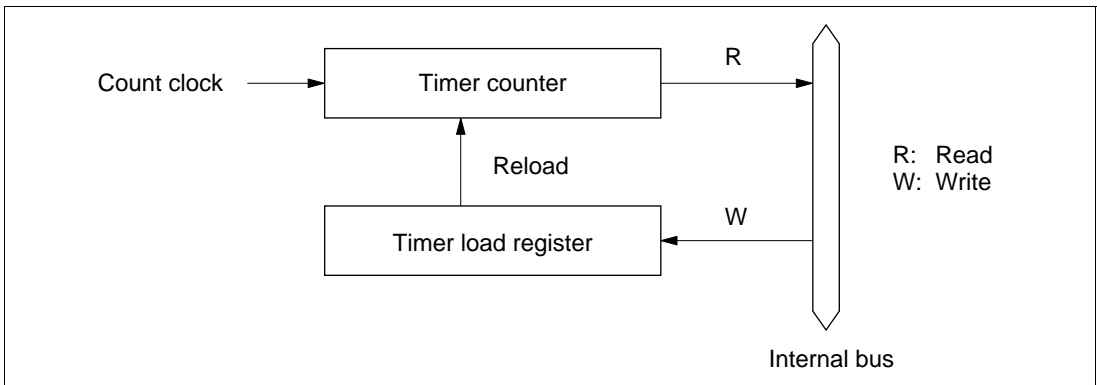 R
Count clock
Timer counter
Reload
R: Read
W: Write
W
Timer load register
Internal bus